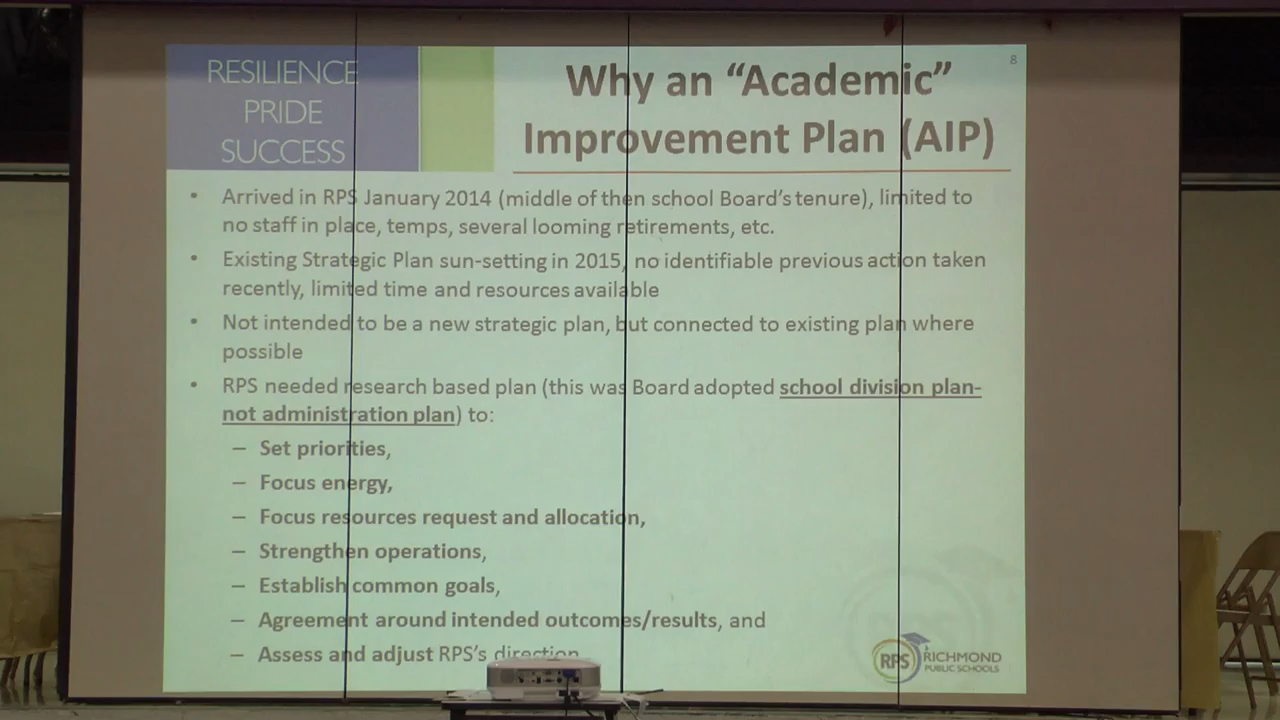 8
RESILIENCE
PRIDE
SUCCESS
Why an “Academic”
Improvement Plan (AIP)
• Arrived in RPS January 2014 (middle of then school Board’s tenure), limited to
no staff in place, temps, several looming retirements, etc.
• Existing Strategic Plan sun-setting in 2015, no identifiable previous action taken
recently, limited time and resources available
• Not intended to be a new strategic plan, but connected to existing plan where
possible
• RPS needed research based plan (this was Board adopted school division plan-
not administration plan) to:
– Set priorities,
– Focus energy,
– Focus resources request and allocation,
– Strengthen operations,
– Establish common goals,
– Agreement around intended outcomes/results, and
– Assess and adjust RPS’s direction
RPS
RICHMOND
PUBLIC SCHOOLS